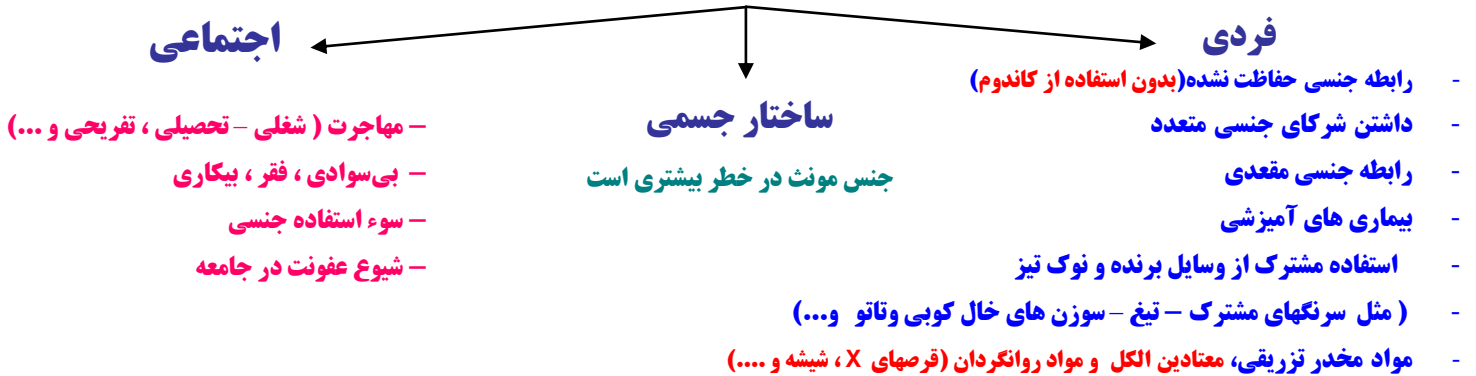 فردی
- رابطه جنسی حفاظت نشده(بدون استفاده از کاندوم)
- داشتن شرکای جنسی متعدد
- رابطه جنسی مقعدی
- بیماری های آمیزشی
- استفاده مشترک از وسایل برنده و نوک تیز
- ( مثل سرنگهای مشترک – تیغ – سوزن های خال کوبی وتاتو و...)
- مواد مخدر تزریقی، معتادین الکل و مواد روانگردان (قرصهای X ، شیشه و ....)
ساختار جسمی
جنس مونث در خطر بیشتری است
اجتماعی
– مهاجرت ( شغلی – تحصیلی ، تفریحی و ...)
– بی‌سوادی ، فقر ، بیکاری
– سوء استفاده جنسی
– شیوع عفونت در جامعه